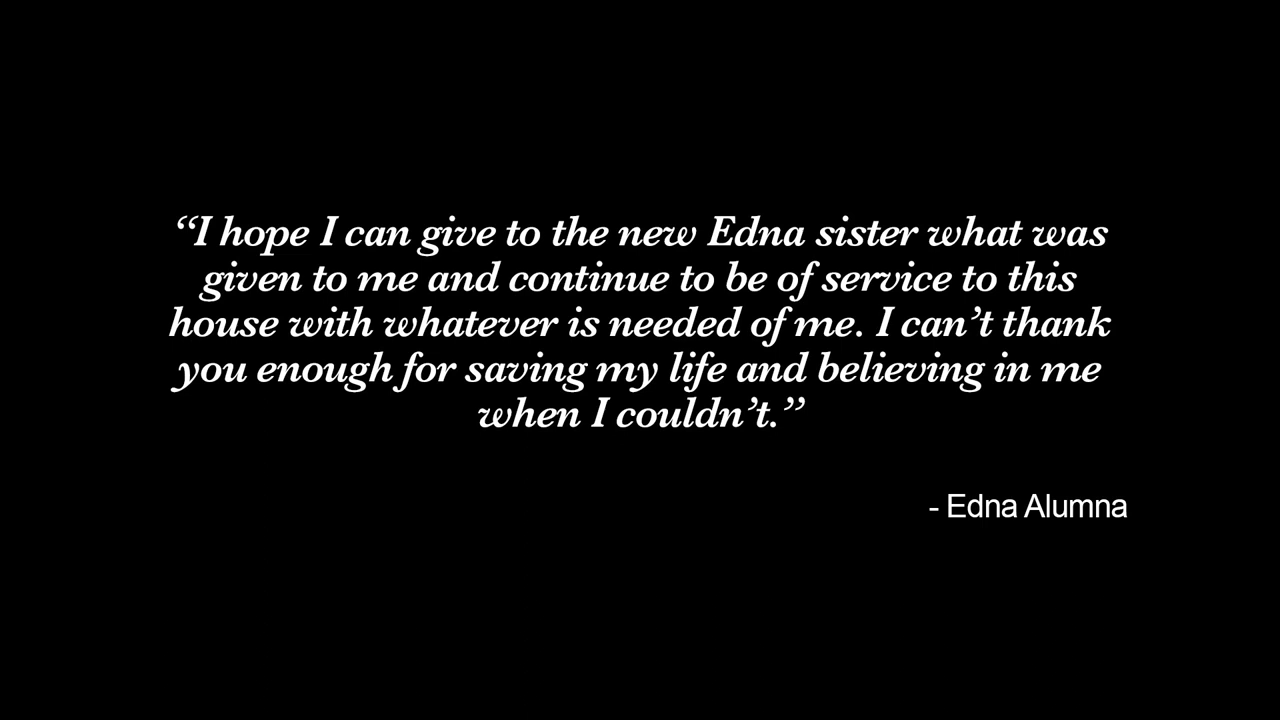 “I hope I can give to the new Edna sister what was
given to me and continue to be of service to this
house with whatever is needed of me. I can’t thank
you enough for saving my life and believing in me
when I couldn’t.”
- Edna Alumna